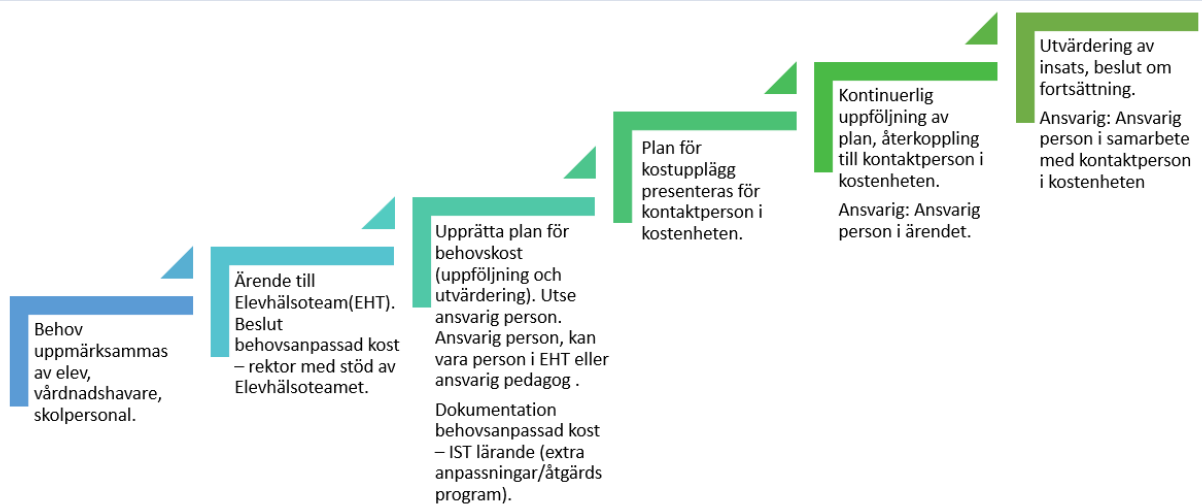 Behov
uppmärksammas
av elev,
vårdnadshavare,
skolpersonal.
Ärende till
Elevhälsoteam(EHT).
Beslut
behovsanpassad kost
– rektor med stöd av
Elevhälsoteamet.
Upprätta plan för
behovskost
(uppföljning och
utvärdering). Utse
ansvarig person.
Ansvarig person, kan
vara person i EHT eller
ansvarig pedagog .
Dokumentation
behovsanpassad kost
– IST lärande (extra
anpassningar/åtgärds
program).
Plan för
kostupplägg
presenteras för
kontaktperson i
kostenheten.
Kontinuerlig
uppföljning av
plan, återkoppling
till kontaktperson i
kostenheten.
Ansvarig: Ansvarig
person i ärendet.
Utvärdering av
insats, beslut om
fortsättning.
Ansvarig: Ansvarig
person i samarbete
med kontaktperson
i kostenheten